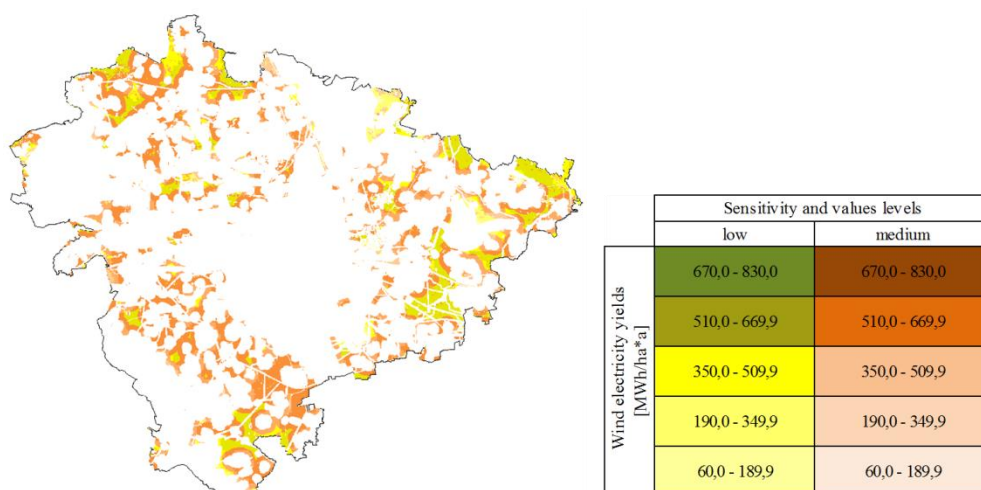 Sensitivity and values levels
low medium
Wind electricity yields
[MWh/ha*a]
670,0 - 830,0 670,0 - 830,0
510,0 - 669,9 510,0 - 669,9
350,0 - 509,9 350,0 - 509,9
190,0 - 349,9 190,0 - 349,9
60,0 - 189,9 60,0 - 189,9